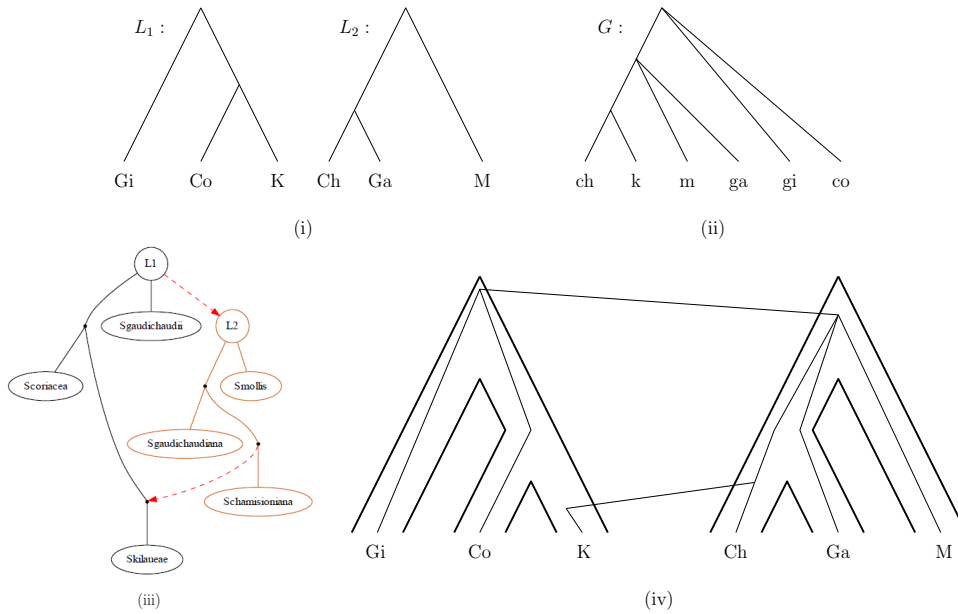 L₁ :
L₂ :
G :
Gi Co K Ch Ga M ch k m ga gi co
(i) (ii)
L1
Sgaudichaudii
L2
Scoriacea
Smollis
Sgaudichaudiana
Schamisioniana
Skilaueae
(iii)
Gi Co K Ch Ga M
(iv)